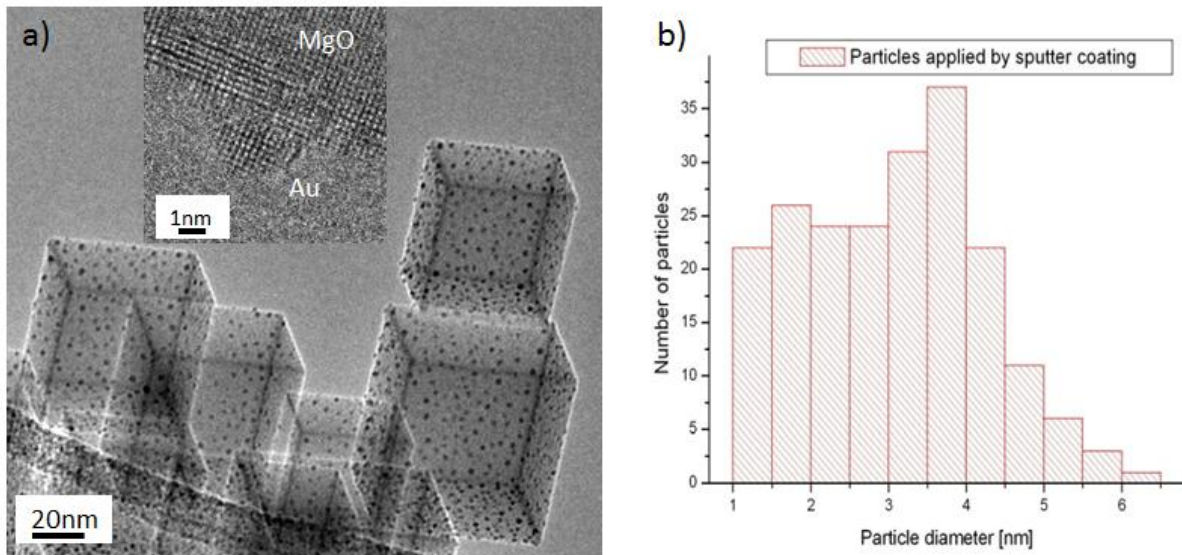 a)
MgO
Au
1nm
20nm
b)
Particles applied by sputter coating
Number of particles
35
30
25
20
15
10
5
0
1 2 3 4 5 6
Particle diameter [nm]